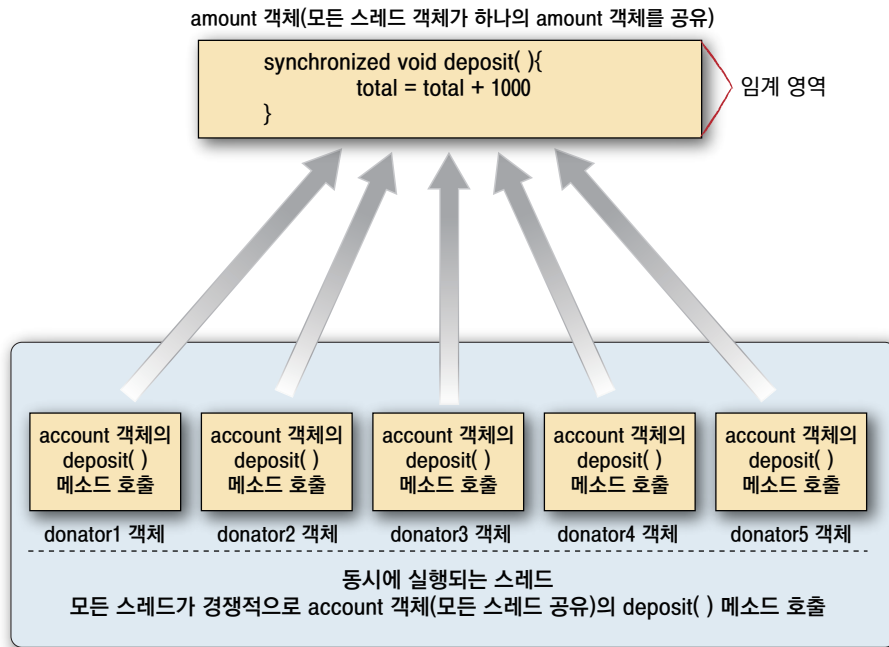 amount 객체(모든 스레드 객체가 하나의 amount 객체를 공유)
synchronized void deposit( ){
total = total + 1000
}
임계 영역
account 객체의
deposit( )
메소드 호출
account 객체의
deposit( )
메소드 호출
account 객체의
deposit( )
메소드 호출
account 객체의
deposit( )
메소드 호출
account 객체의
deposit( )
메소드 호출
donator1 객체
donator2 객체
donator3 객체
donator4 객체
donator5 객체
동시에 실행되는 스레드
모든 스레드가 경쟁적으로 account 객체(모든 스레드 공유)의 deposit( ) 메소드 호출